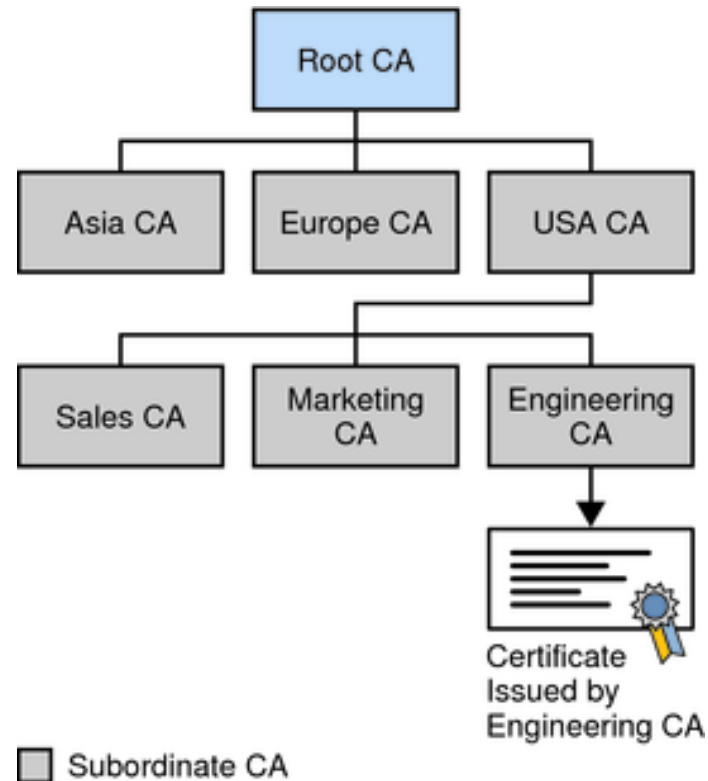 Root CA
Asia CA
Europe CA
USA CA
Sales CA
Marketing
CA
Engineering
CA
Certificate
Issued by
Engineering CA
Subordinate CA